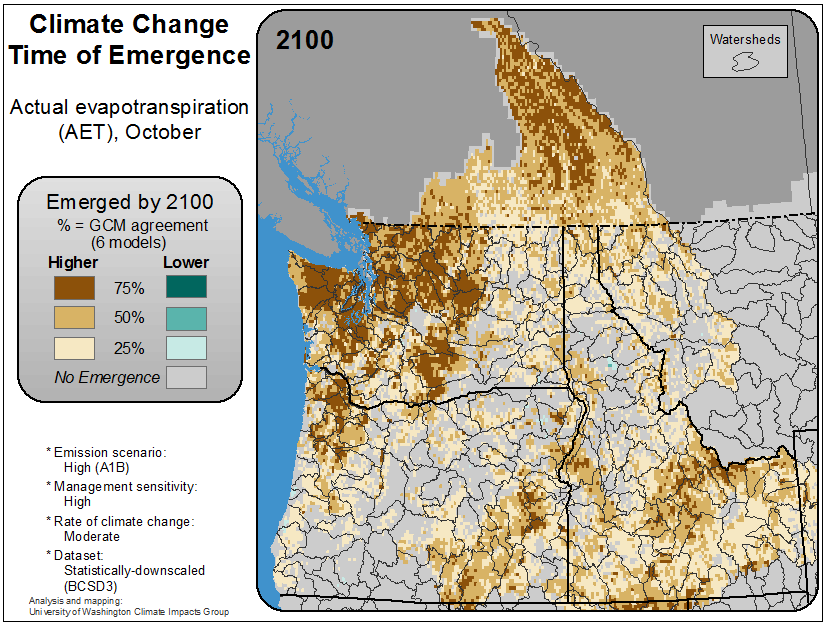 Climate Change
Time of Emergence
Actual evapotranspiration
(AET), October
Emerged by 2100
% = GCM agreement
(6 models)
Higher Lower
75%
50%
25%
No Emergence
* Emission scenario:
High (A1B)
* Management sensitivity:
High
* Rate of climate change:
Moderate
* Dataset:
Statistically-downscaled
(BCSD3)
Analysis and mapping:
University of Washington Climate Impacts Group
2100
Watersheds